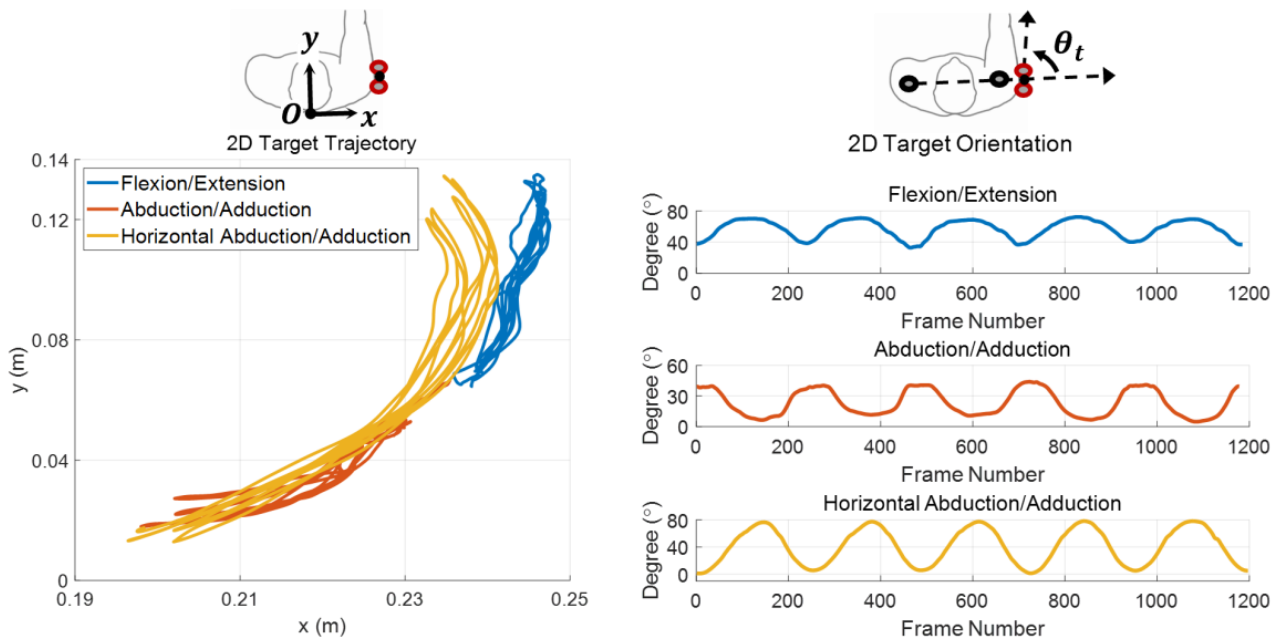 y
O
x
2D Target Trajectory
0.14
0.12
0.08
0.04
0
y (m)
Flexion/Extension
Abduction/Adduction
Horizontal Abduction/Adduction
0.19
0.21
0.23
0.25
x (m)
θt
2D Target Orientation
Flexion/Extension
Degree (°)
80
40
0
0 200 400 600 800 1000 1200
Frame Number
Abduction/Adduction
Degree (°)
60
30
0
0 200 400 600 800 1000 1200
Frame Number
Horizontal Abduction/Adduction
Degree (°)
80
40
0
0 200 400 600 800 1000 1200
Frame Number